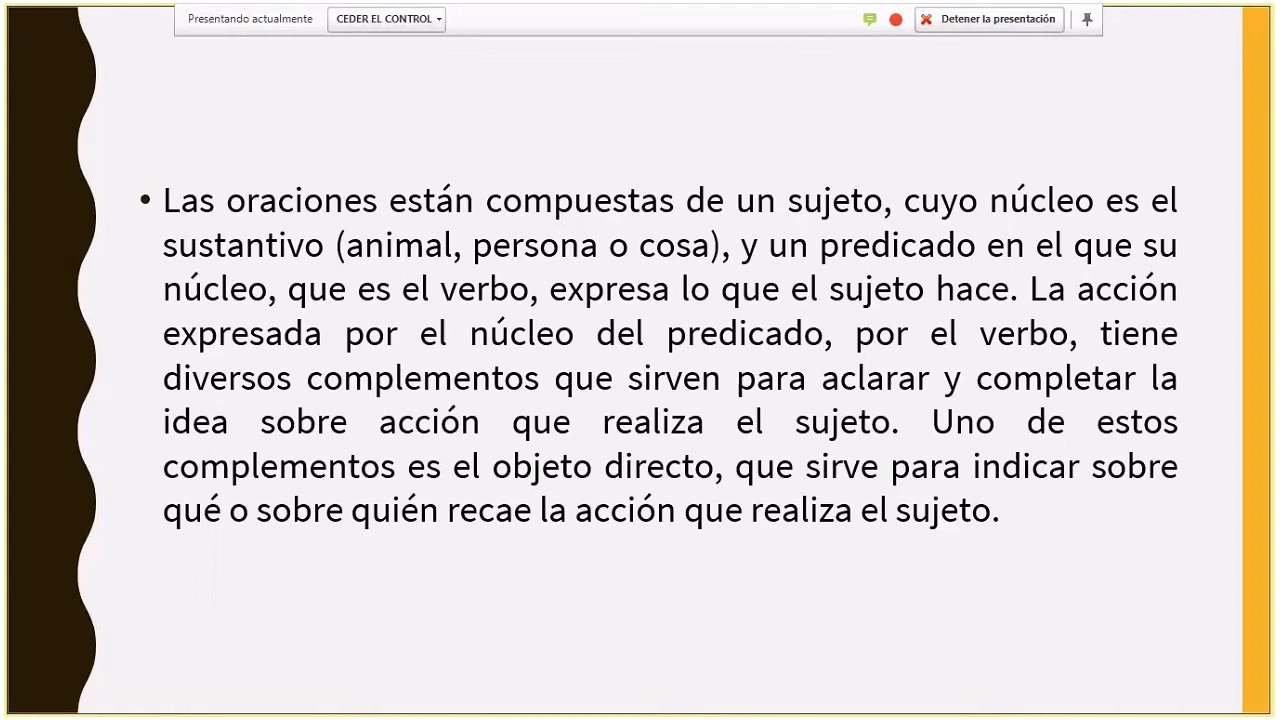 Presentando actualmente CEDER EL CONTROL Detener la presentación
• Las oraciones están compuestas de un sujeto, cuyo núcleo es el
sustantivo (animal, persona o cosa), y un predicado en el que su
núcleo, que es el verbo, expresa lo que el sujeto hace. La acción
expresada por el núcleo del predicado, por el verbo, tiene
diversos complementos que sirven para aclarar y completar la
idea sobre acción que realiza el sujeto. Uno de estos
complementos es el objeto directo, que sirve para indicar sobre
qué o sobre quién recae la acción que realiza el sujeto.